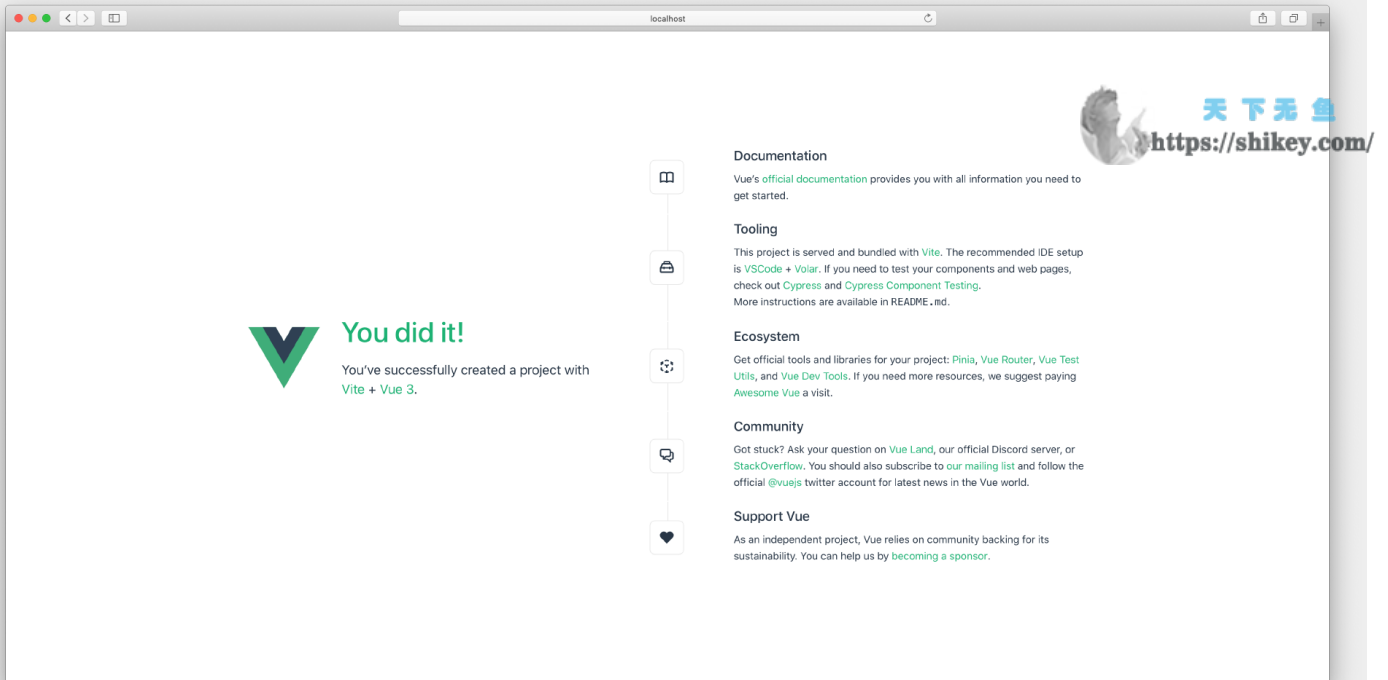 localhost
天下无鱼
https://shikey.com/
You did it!
You've successfully created a project with
Vite + Vue 3.
Documentation
Vue's official documentation provides you with all information you need to
get started.
Tooling
This project is served and bundled with Vite. The recommended IDE setup
is VSCode + Volar. If you need to test your components and web pages,
check out Cypress and Cypress Component Testing.
More instructions are available in README.md.
Ecosystem
Get official tools and libraries for your project: Pinia, Vue Router, Vue Test
Utils, and Vue Dev Tools. If you need more resources, we suggest paying
Awesome Vue a visit.
Community
Got stuck? Ask your question on Vue Land, our official Discord server, or
StackOverflow. You should also subscribe to our mailing list and follow the
official @vuejs twitter account for latest news in the Vue world.
Support Vue
As an independent project, Vue relies on community backing for its
sustainability. You can help us by becoming a sponsor.